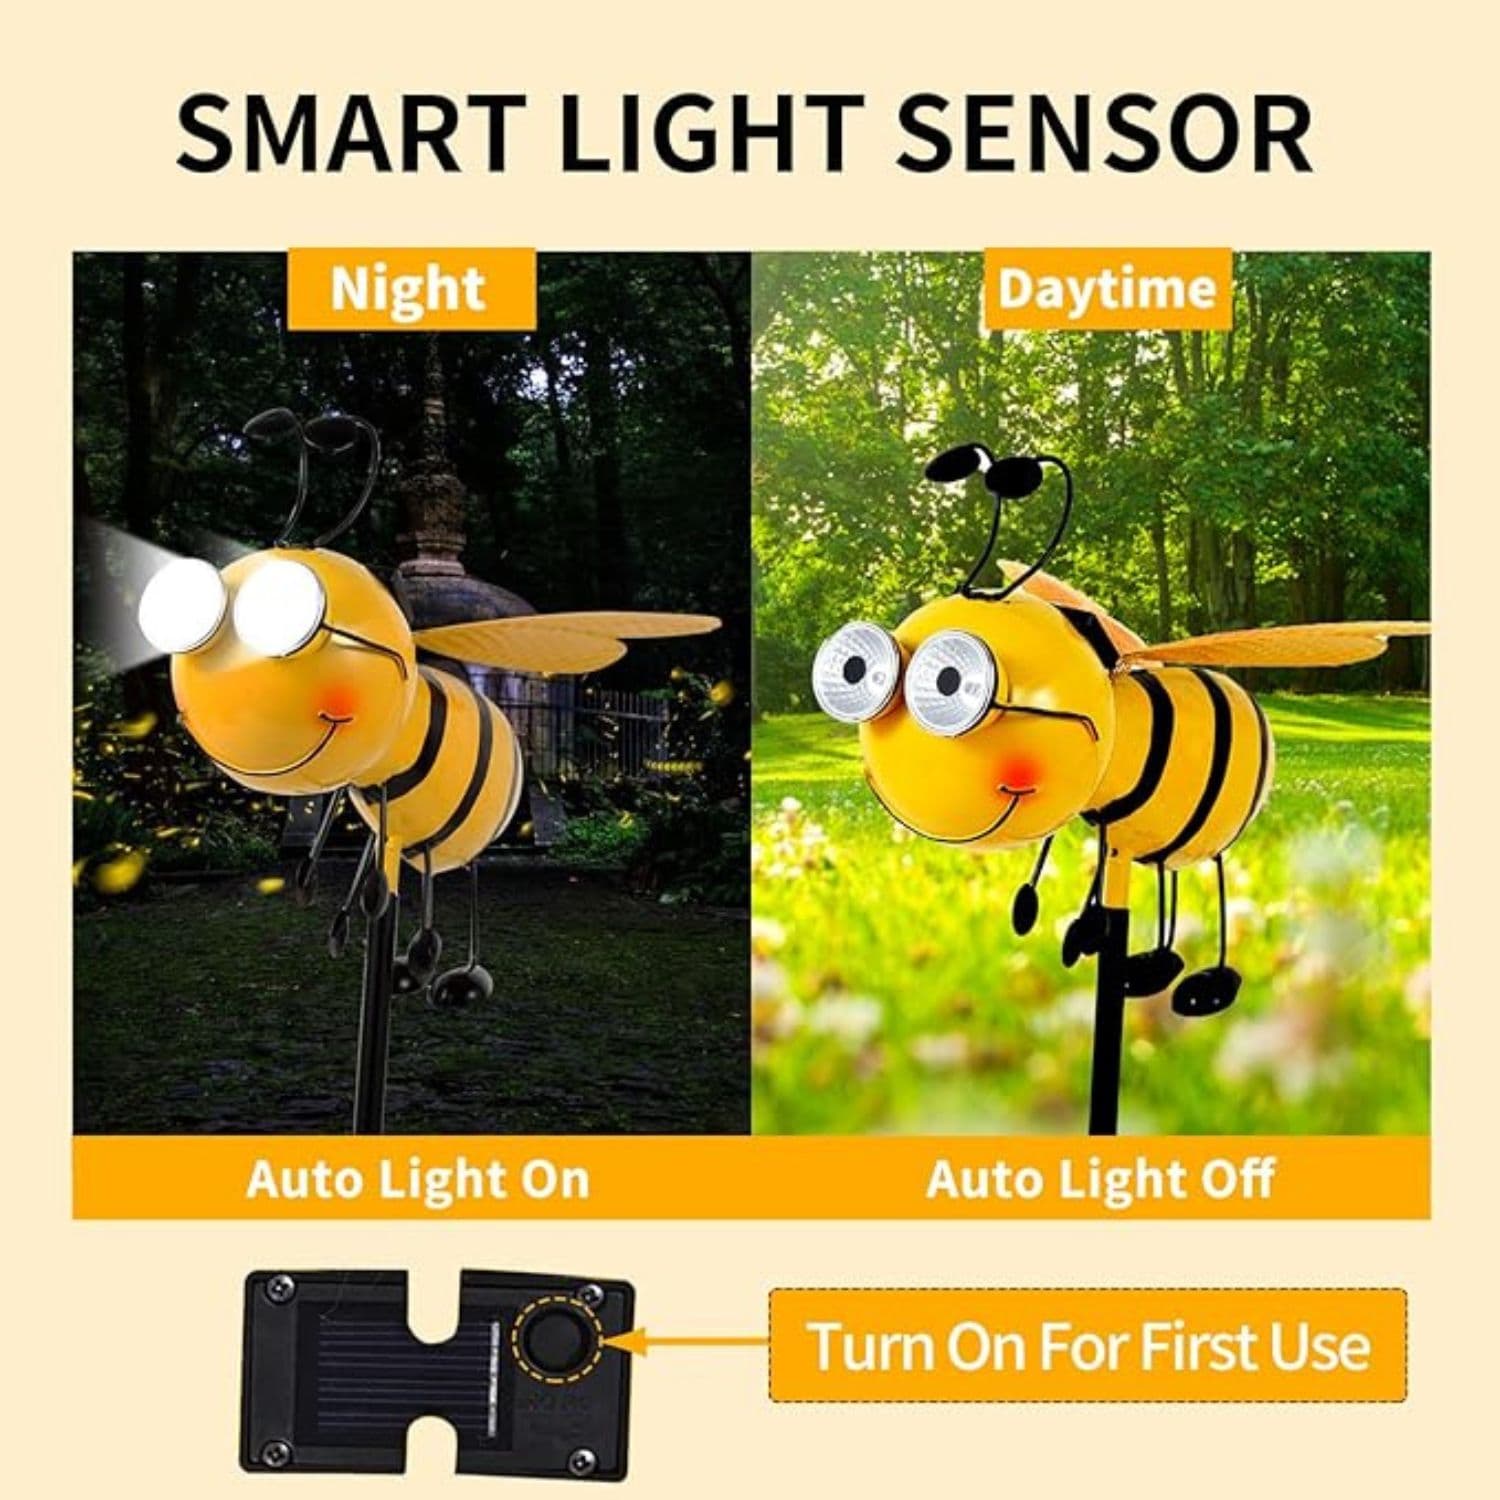 SMART LIGHT SENSOR
Night
Daytime
Auto Light On
Auto Light Off
Turn On For First Use